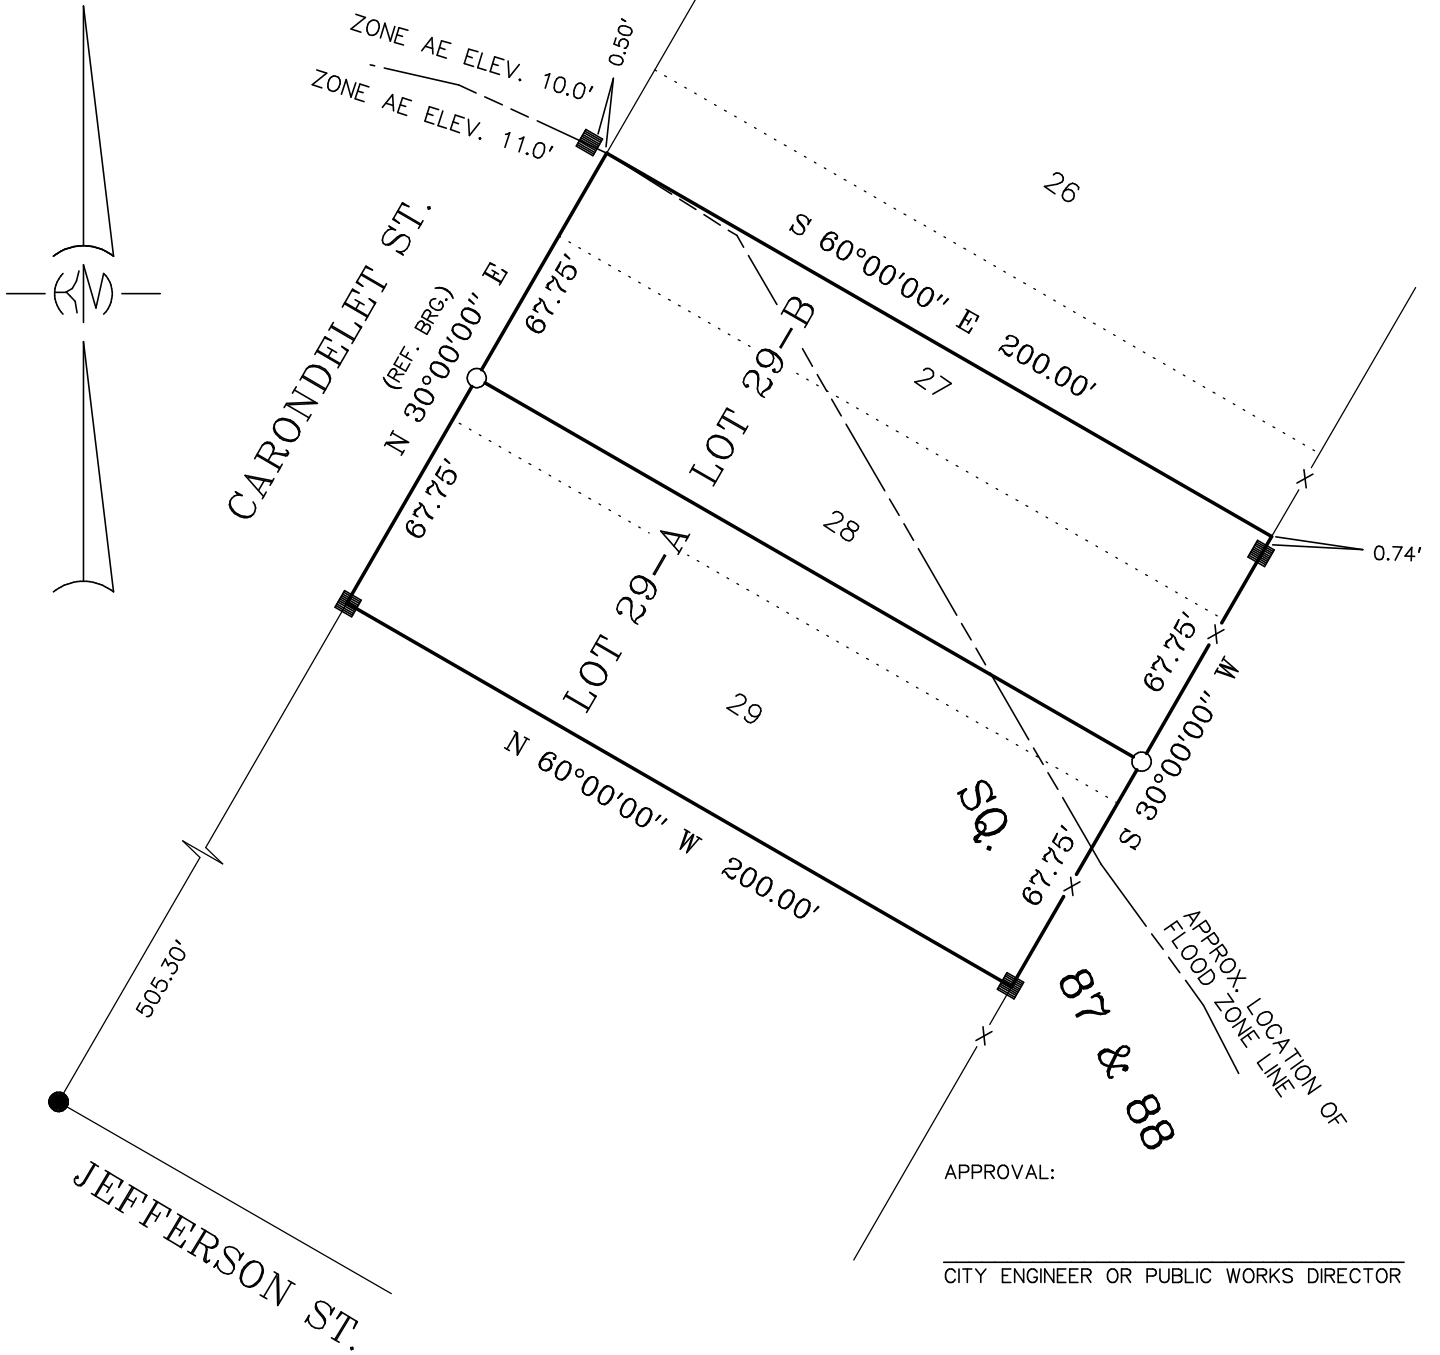 ZONE AE ELEV. 10.0'
ZONE AE ELEV. 11.0'
0.50'
26
CARONDELET ST.
(REF. BRG.)
N 30°00'00" E
67.75'
S 60°00'00" E 200.00'
LOT 29-B
27
67.75'
28
LOT 29-A
0.74'
67.75'
S 30°00'00" W
29
N 60°00'00" W 200.00'
SQ.
67.75'
87 & 88
APPROX. LOCATION OF
FLOOD ZONE LINE
505.30'
JEFFERSON ST.
APPROVAL:
CITY ENGINEER OR PUBLIC WORKS DIRECTOR
N
X
X
X
X